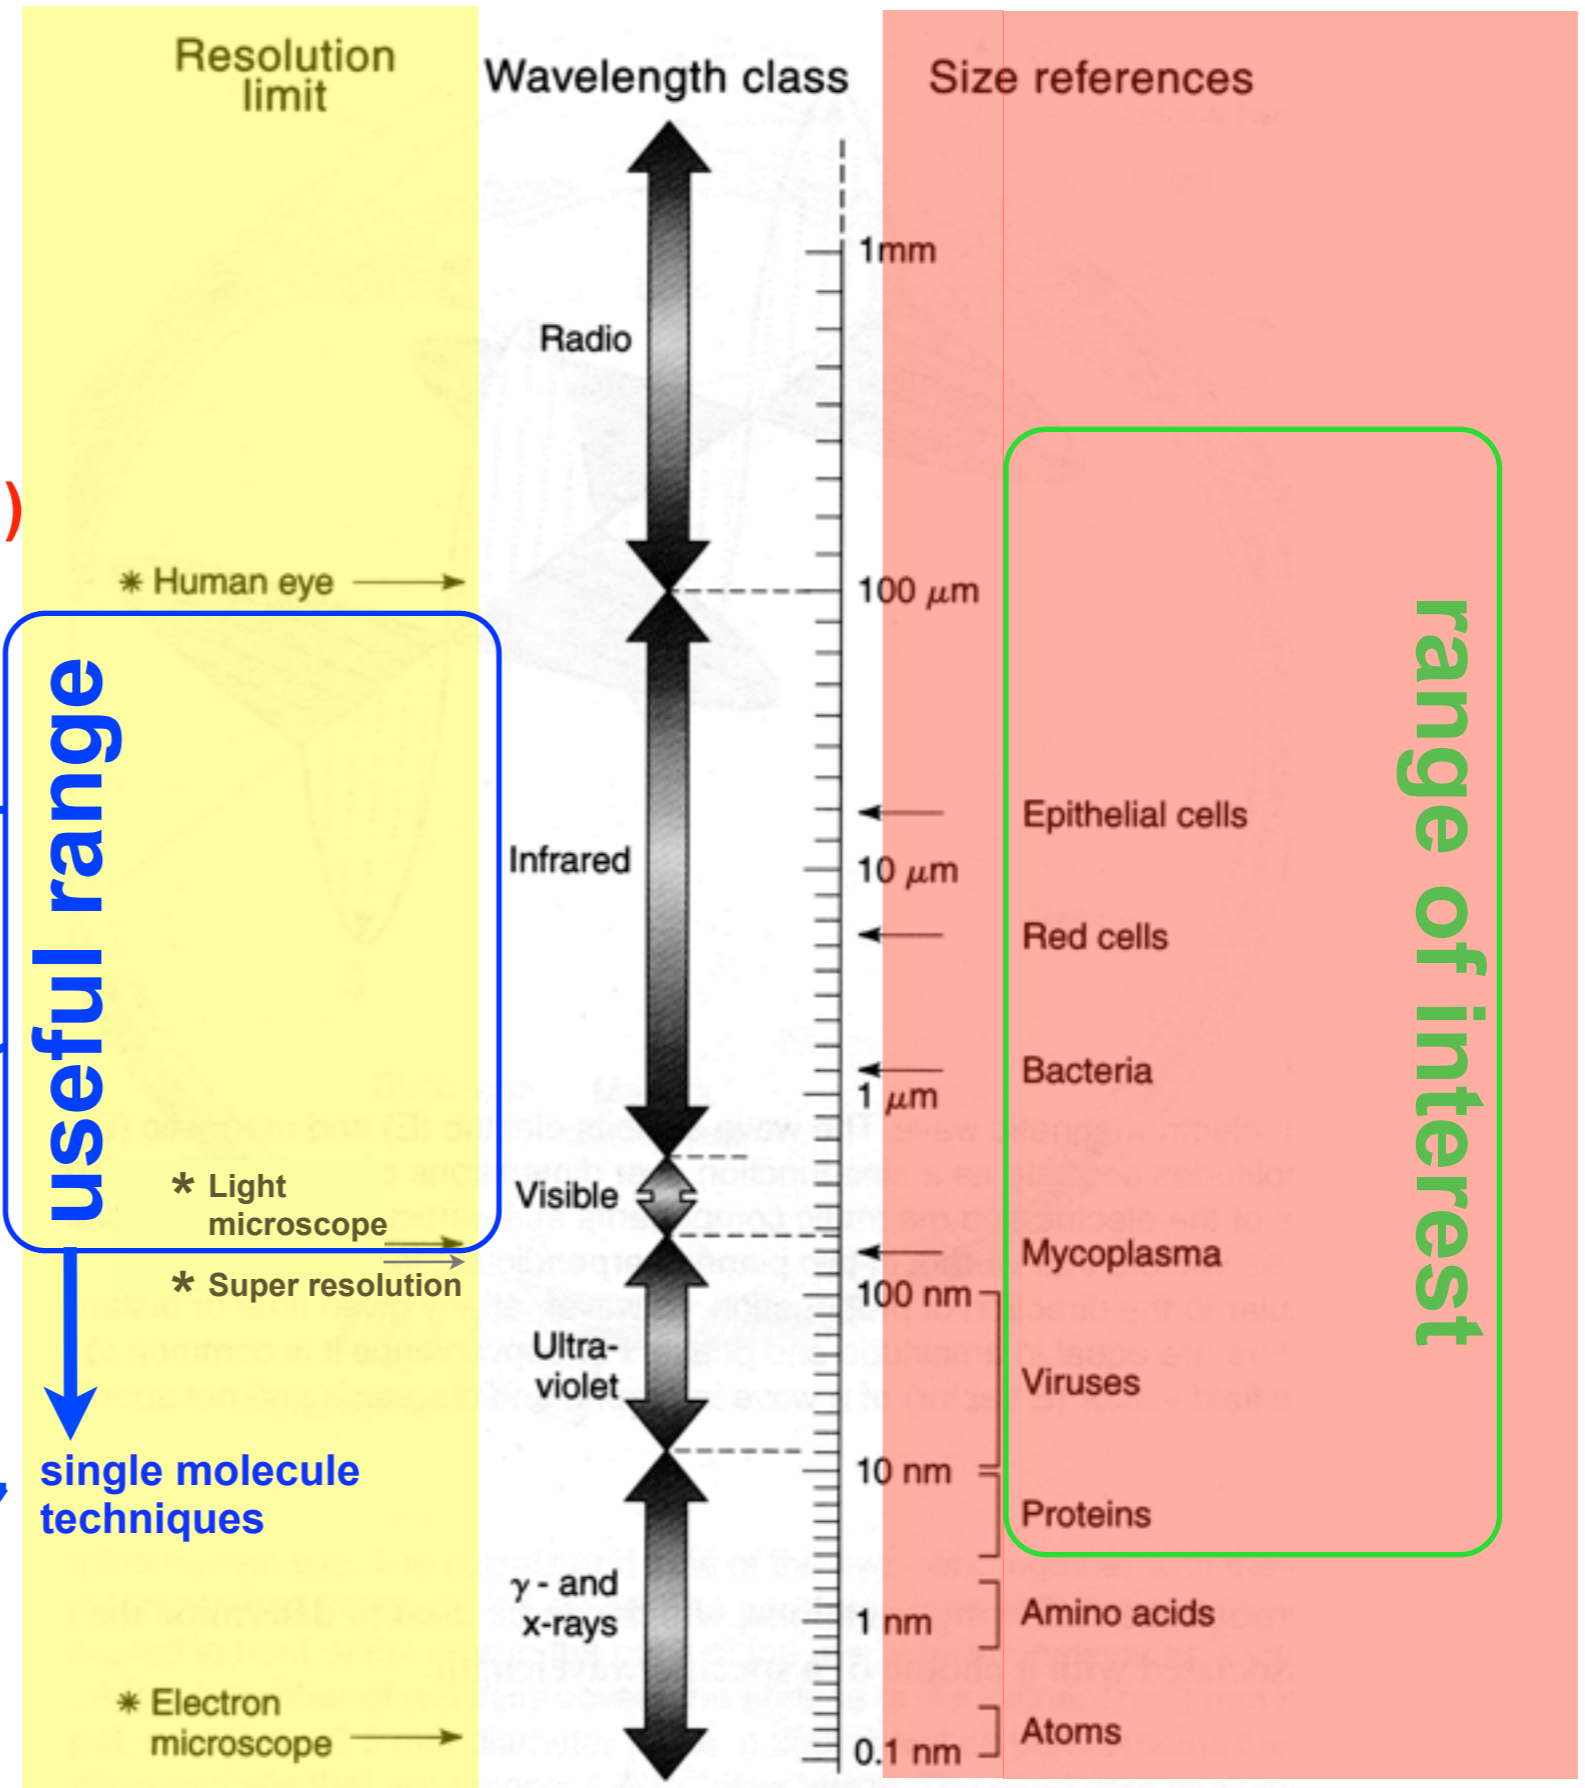 Resolution
limit
Wavelength class
Size references
1mm
Radio
)
* Human eye
100 μm
useful range
range of interest
Epithelial cells
Infrared
10 μm
Red cells
Bacteria
1 μm
* Light
microscope
Visible
Mycoplasma
* Super resolution
100 nm
Ultra-
violet
Viruses
single molecule
techniques
10 nm
Proteins
γ - and
x-rays
1 nm
Amino acids
* Electron
microscope
Atoms
0.1 nm